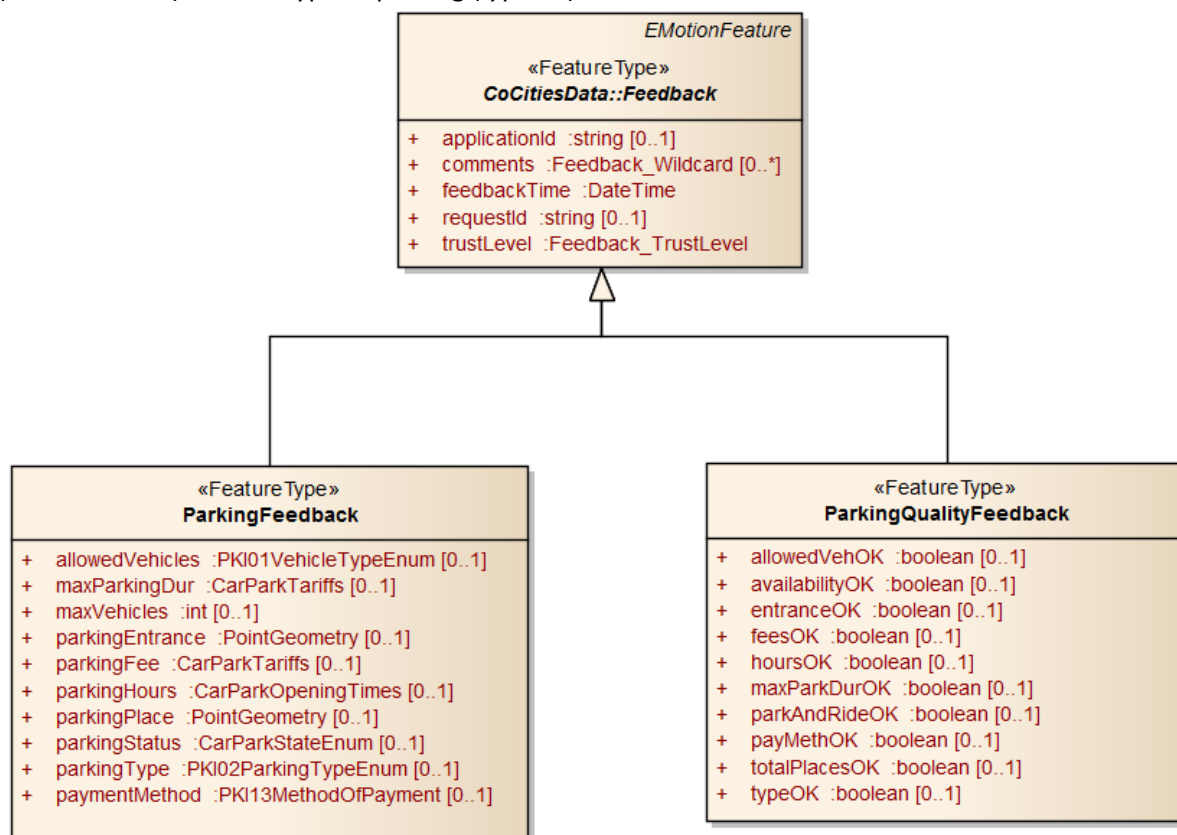 EMotionFeature
«FeatureType»
CoCitiesData::Feedback
+ applicationId :string [0..1]
+ comments :Feedback_Wildcard [0..*]
+ feedbackTime :DateTime
+ requestId :string [0..1]
+ trustLevel :Feedback_TrustLevel
«FeatureType»
ParkingFeedback
+ allowedVehicles :PKI01VehicleTypeEnum [0..1]
+ maxParkingDur :CarParkTariffs [0..1]
+ maxVehicles :int [0..1]
+ parkingEntrance :PointGeometry [0..1]
+ parkingFee :CarParkTariffs [0..1]
+ parkingHours :CarParkOpeningTimes [0..1]
+ parkingPlace :PointGeometry [0..1]
+ parkingStatus :CarParkStateEnum [0..1]
+ parkingType :PKI02ParkingTypeEnum [0..1]
+ paymentMethod :PKI13MethodOfPayment [0..1]
«FeatureType»
ParkingQualityFeedback
+ allowedVehOK :boolean [0..1]
+ availabilityOK :boolean [0..1]
+ entranceOK :boolean [0..1]
+ feesOK :boolean [0..1]
+ hoursOK :boolean [0..1]
+ maxParkDurOK :boolean [0..1]
+ parkAndRideOK :boolean [0..1]
+ payMethOK :boolean [0..1]
+ totalPlacesOK :boolean [0..1]
+ typeOK :boolean [0..1]